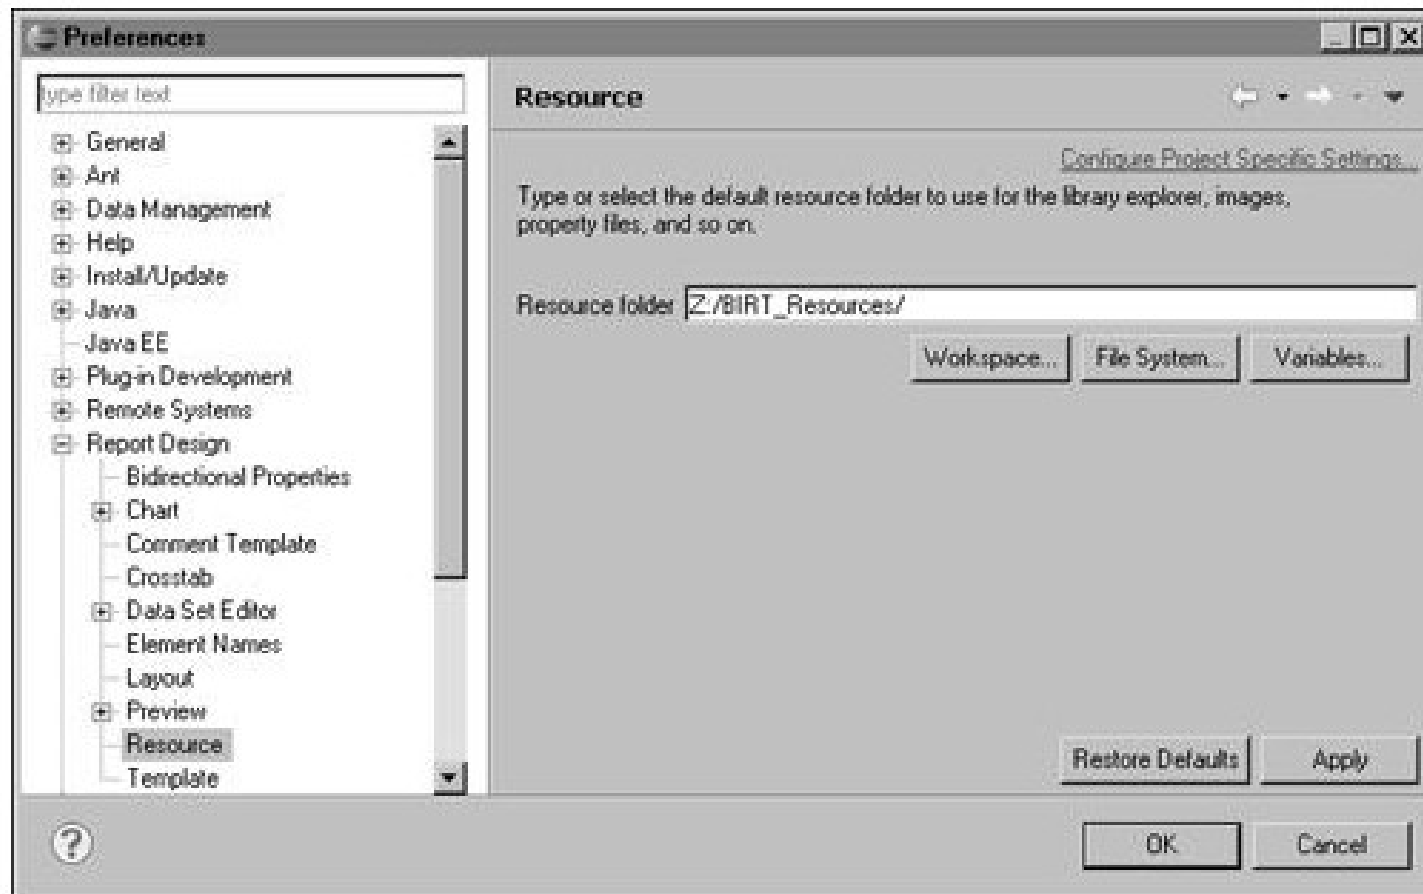 Preferences
type filter text
General
Ant
Data Management
Help
Install/Update
Java
Java EE
Plug-in Development
Remote Systems
Report Design
Bidirectional Properties
Chart
Comment Template
Crosstab
Data Set Editor
Element Names
Layout
Preview
Resource
Template
Resource
Configure Project Specific Settings...
Type or select the default resource folder to use for the library explorer, images,
property files, and so on.
Resource folder Z:/BIRT_Resources/
Workspace... File System... Variables...
Restore Defaults Apply
? OK Cancel